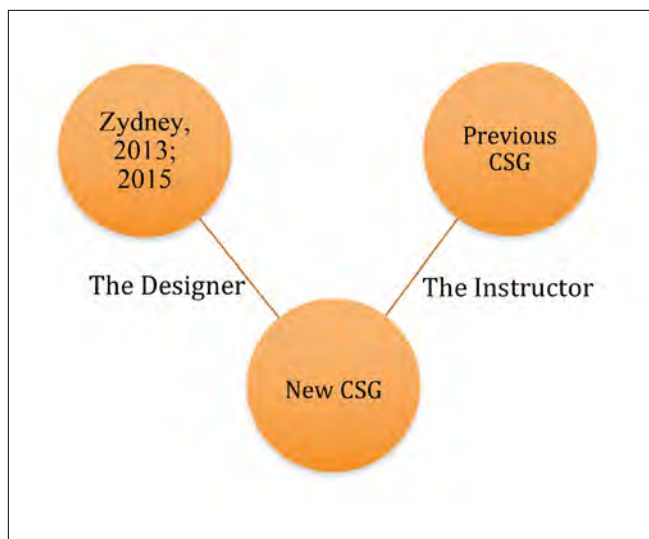 Zydney,
2013;
2015
Previous
CSG
The Designer
The Instructor
New CSG